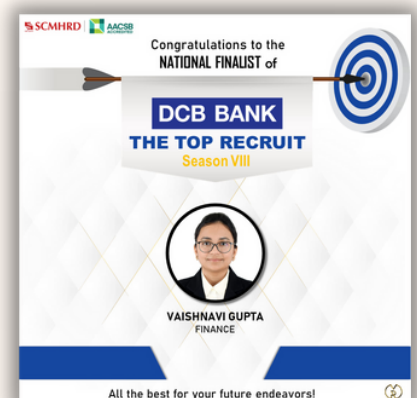 SCMHRD AACSB
ACCREDITED
Congratulations to the
NATIONAL FINALIST of
DCB BANK
THE TOP RECRUIT
Season VIII
VAISHNAVI GUPTA
FINANCE
All the best for your future endeavors!